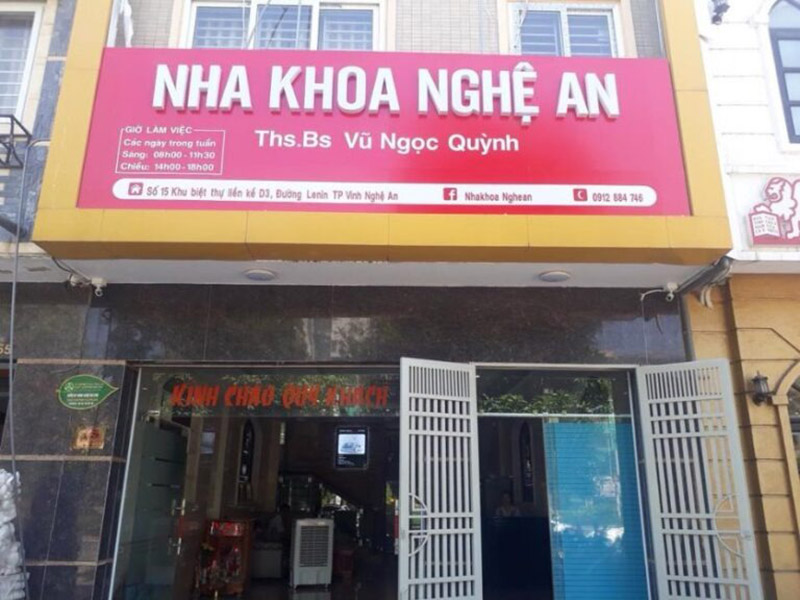 NHA KHOA NGHỆ AN
Ths.Bs Vũ Ngọc Quỳnh
GIỜ LÀM VIỆC
Các ngày trong tuần
Sáng: 08h00 - 11h30
Chiều: 14h00 - 18h00
Số 15 Khu biệt thự liền kề D3, Đường Lenin TP Vinh Nghệ An
Nhakhoa Nghean
0912 884 746
KÍNH CHÀO QUÝ KHÁCH